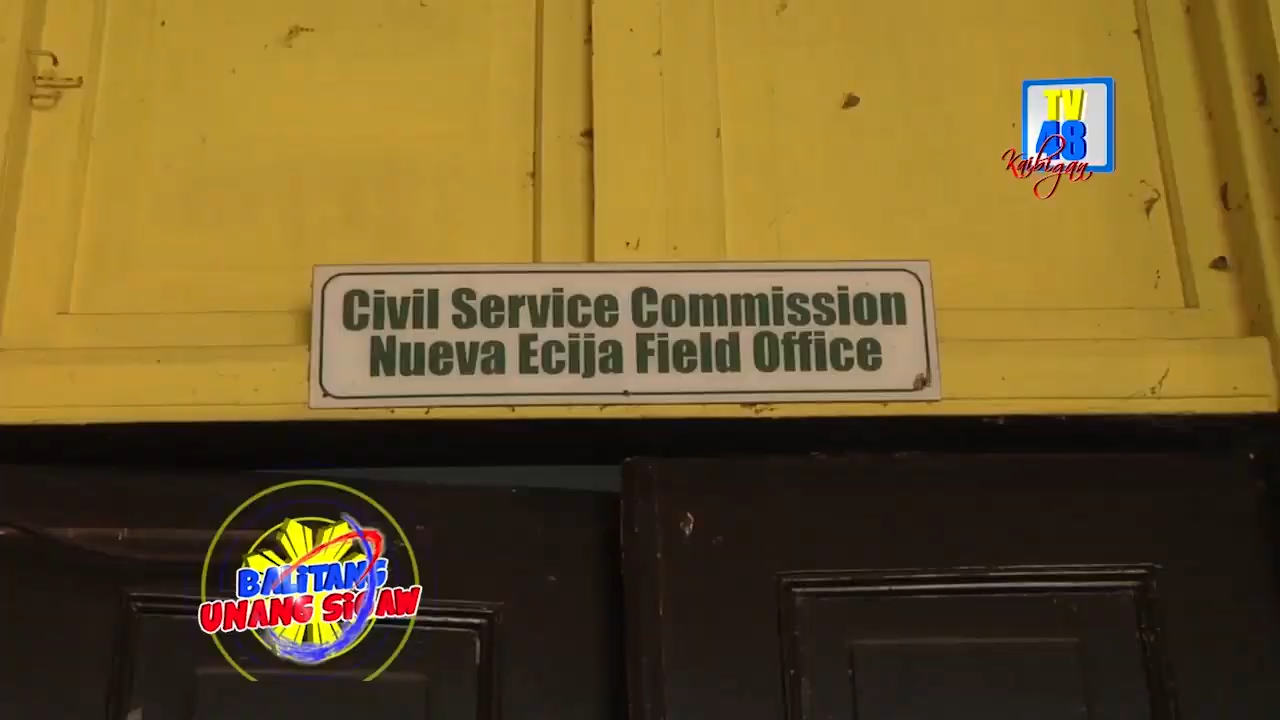 TV
48
Kaibigan
Civil Service Commission
Nueva Ecija Field Office
BALITANG
UNANG SIGAW